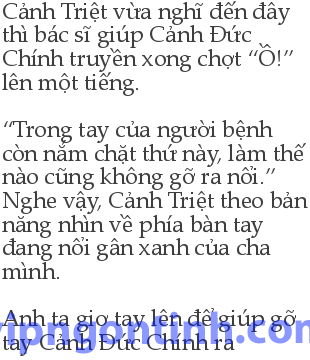 Cảnh Triệt vừa nghĩ đến đây
thì bác sĩ giúp Cảnh Đức
Chính truyền xong chợt “Ồ!”
lên một tiếng.
“Trong tay của người bệnh
còn nắm chặt thứ này, làm thế
nào cũng không gỡ ra nổi.”
Nghe vậy, Cảnh Triệt theo bản
năng nhìn về phía bàn tay
đang nổi gân xanh của cha
mình.
Anh ta giơ tay lên để giúp gỡ
tay Cảnh Đức Chính ra
vipngontinh.com